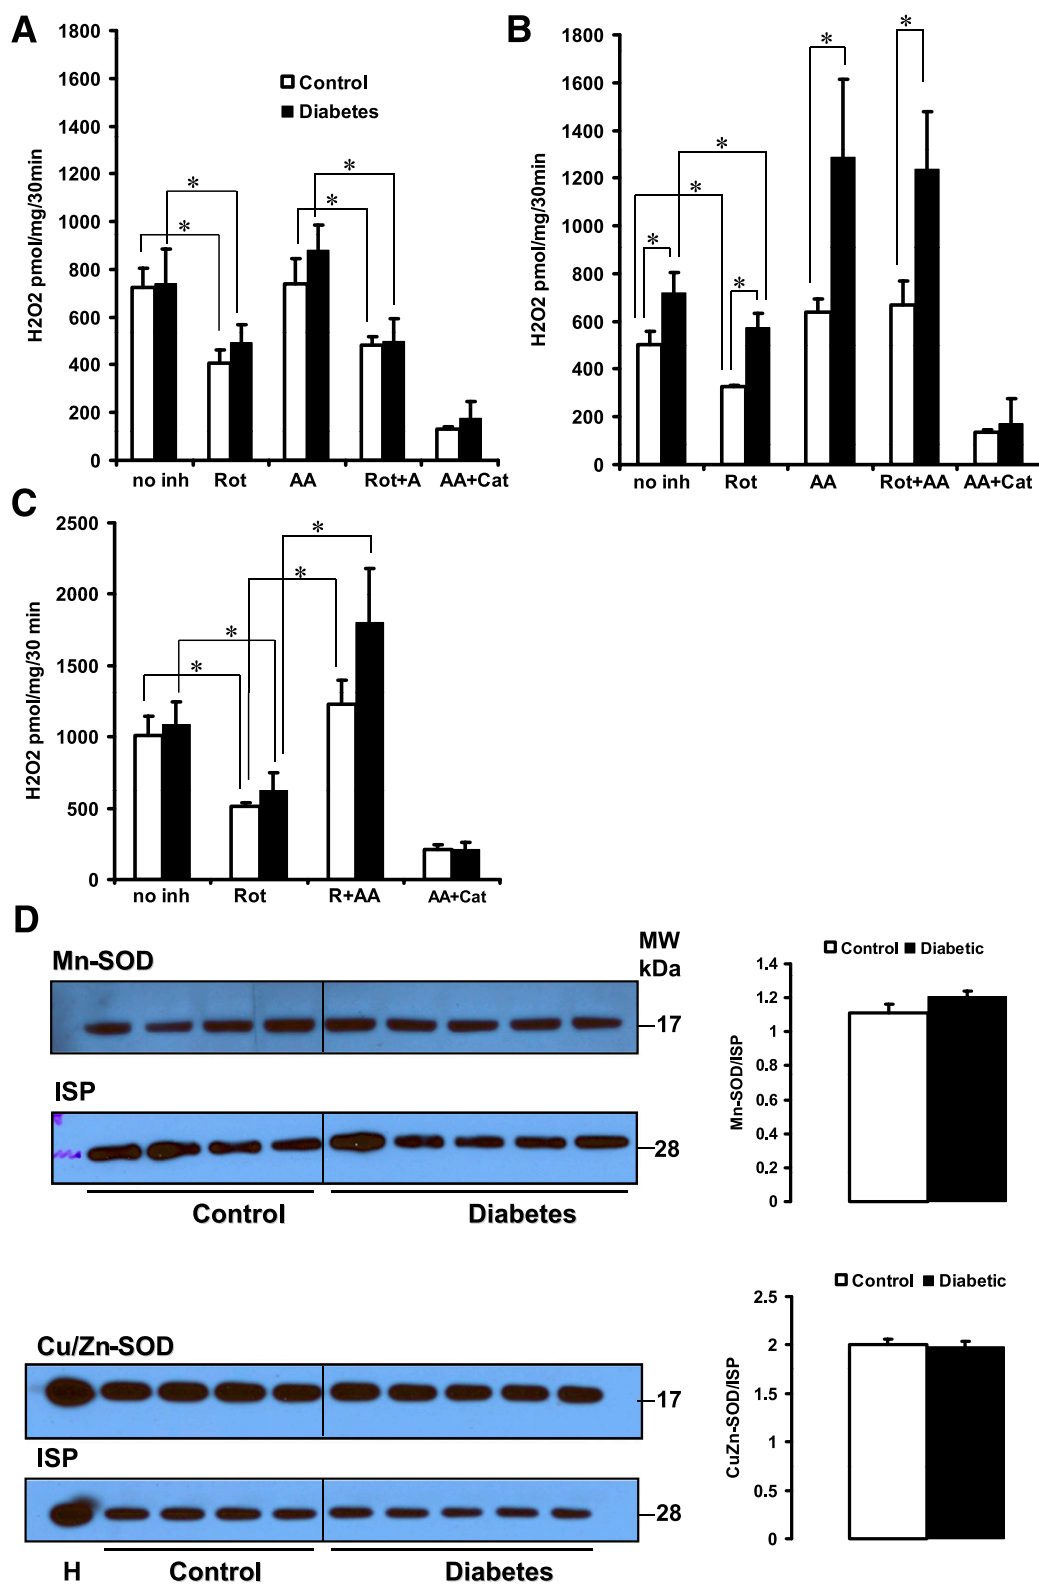 A
1800
1600
1400
1200
1000
800
600
400
200
0
H2O2 pmol/mg/30min
Control
Diabetes
*
*
*
*
no inh Rot AA Rot+A AA+Cat
B
1800
1600
1400
1200
1000
800
600
400
200
0
H2O2 pmol/mg/30min
*
*
*
*
*
*
no inh Rot AA Rot+AA AA+Cat
C
2500
2000
1500
1000
500
0
H2O2 pmol/mg/30 min
*
*
*
*
no inh Rot R+AA AA+Cat
D
Mn-SOD
MW
kDa
17
ISP
28
Control Diabetes
Control Diabetic
1.4
1.2
1
0.8
0.6
0.4
0.2
0
Mn-SOD/ISP
Cu/Zn-SOD
17
ISP
28
H Control Diabetes
Control Diabetic
2.5
2
1.5
1
0.5
0
CuZn-SOD/ISP